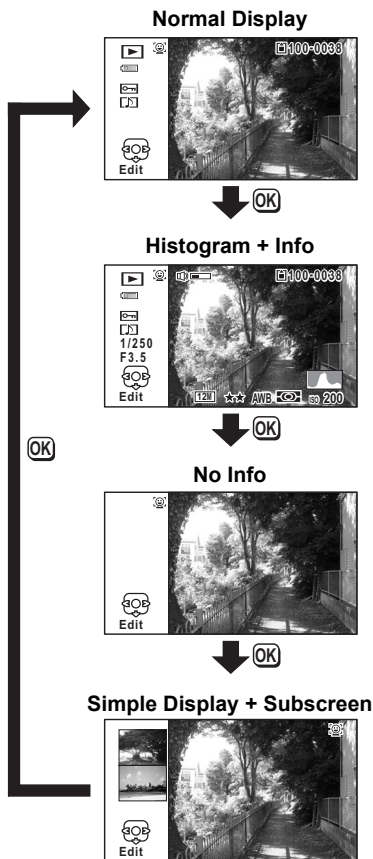 Normal Display
100-0038
Edit
OK
Histogram + Info
100-0038
1/250
F3.5
Edit
12M AWB ISO 200
OK
OK
No Info
Edit
OK
Simple Display + Subscreen
Edit